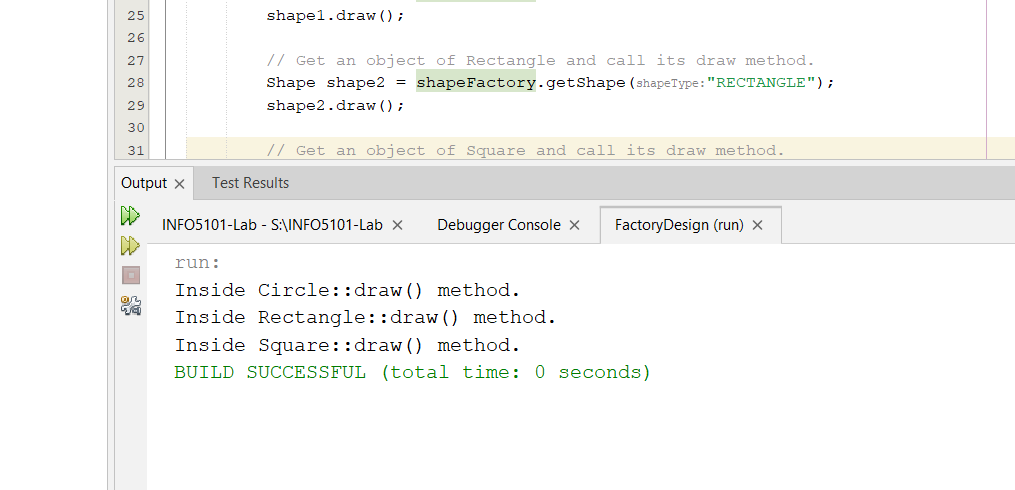 25 shape1.draw();
26
27 // Get an object of Rectangle and call its draw method.
28 Shape shape2 = shapeFactory.getShape(shapeType:"RECTANGLE");
29 shape2.draw();
30
31 // Get an object of Square and call its draw method.
Output × Test Results
INFO5101-Lab - S:\INFO5101-Lab × Debugger Console × FactoryDesign (run) ×
run:
Inside Circle::draw() method.
Inside Rectangle::draw() method.
Inside Square::draw() method.
BUILD SUCCESSFUL (total time: 0 seconds)